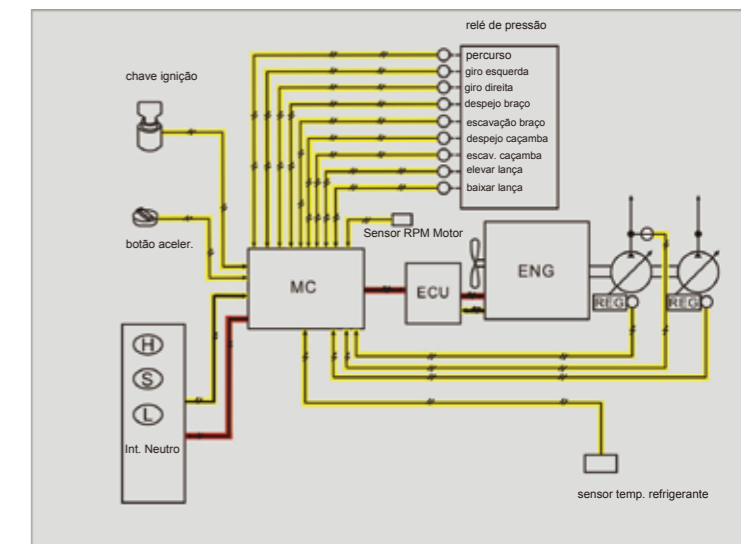 relé de pressão
percurso
chave ignição
giro esquerda
giro direita
despejo braço
escavação braço
despejo caçamba
escav. caçamba
elevar lança
baixar lança
botão aceler.
Sensor RPM Motor
MC
ECU
ENG
REG
REG
H
S
L
Int. Neutro
sensor temp. refrigerante